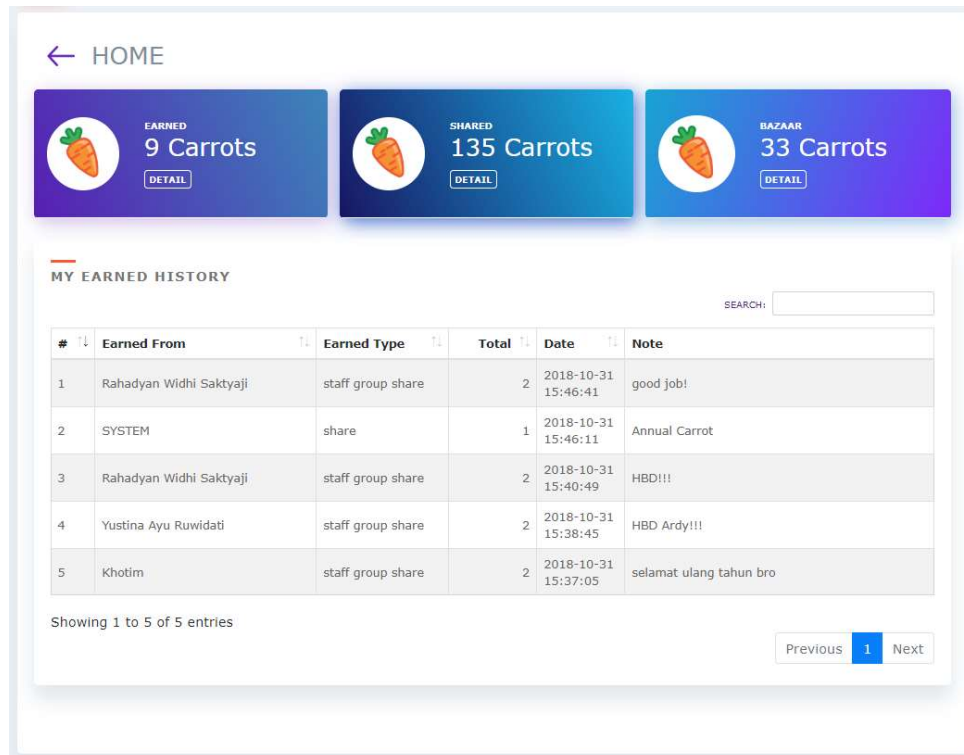 HOME
EARNED
9 Carrots
DETAIL
SHARED
135 Carrots
DETAIL
BAZAAR
33 Carrots
DETAIL
MY EARNED HISTORY
SEARCH:
# Earned From Earned Type Total Date Note
1 Rahadyan Widhi Saktyaji staff group share 2 2018-10-31 15:46:41 good job!
2 SYSTEM share 1 2018-10-31 15:46:11 Annual Carrot
3 Rahadyan Widhi Saktyaji staff group share 2 2018-10-31 15:40:49 HBD!!!
4 Yustina Ayu Ruwidati staff group share 2 2018-10-31 15:38:45 HBD Ardy!!!
5 Khotim staff group share 2 2018-10-31 15:37:05 selamat ulang tahun bro
Showing 1 to 5 of 5 entries
Previous 1 Next